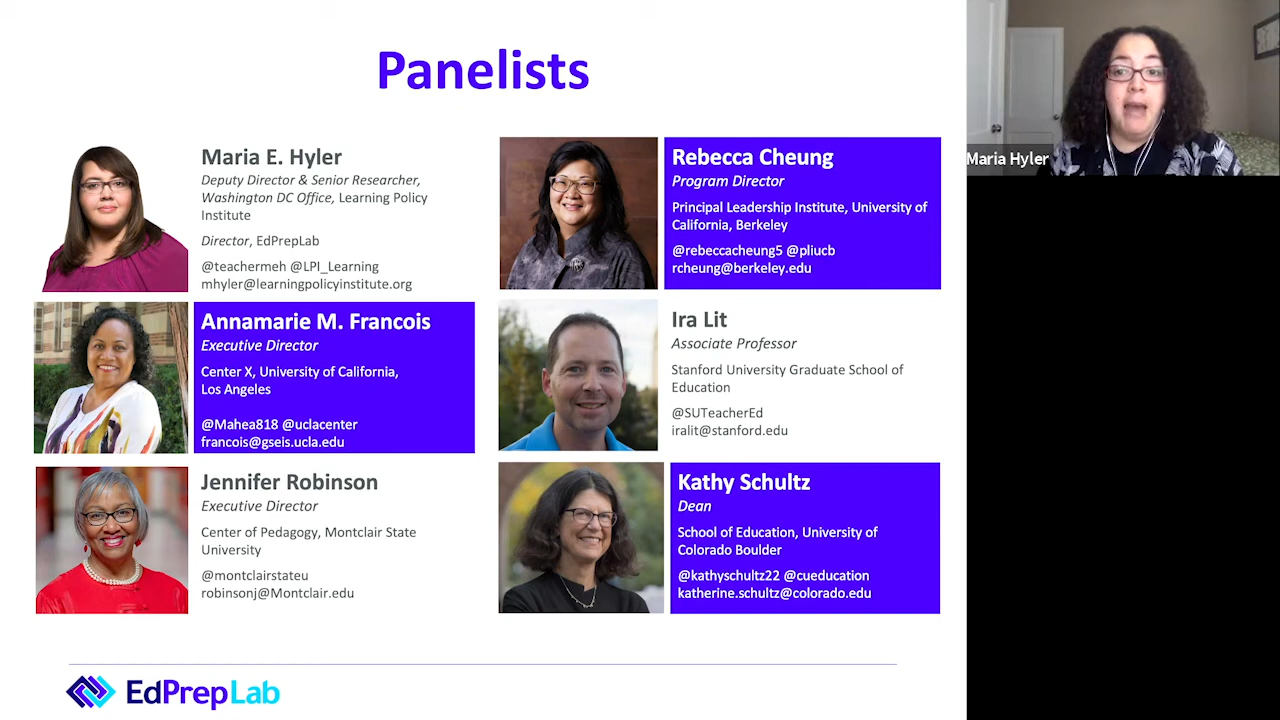 Panelists
Maria E. Hyler
Deputy Director & Senior Researcher,
Washington DC Office, Learning Policy
Institute
Director, EdPrepLab
@teachermeh @LPI_Learning
mhyler@learningpolicyinstitute.org
Rebecca Cheung
Program Director
Principal Leadership Institute, University of
California, Berkeley
@rebeccacheung5 @pliucb
rcheung@berkeley.edu
Annamarie M. Francois
Executive Director
Center X, University of California,
Los Angeles
@Mahea818 @uclacenter
francois@gseis.ucla.edu
Ira Lit
Associate Professor
Stanford University Graduate School of
Education
@SUTeacherEd
iralit@stanford.edu
Jennifer Robinson
Executive Director
Center of Pedagogy, Montclair State
University
@montclairstateu
robinsonj@Montclair.edu
Kathy Schultz
Dean
School of Education, University of
Colorado Boulder
@kathyschultz22 @cueducation
katherine.schultz@colorado.edu
EdPrepLab
Maria Hyler